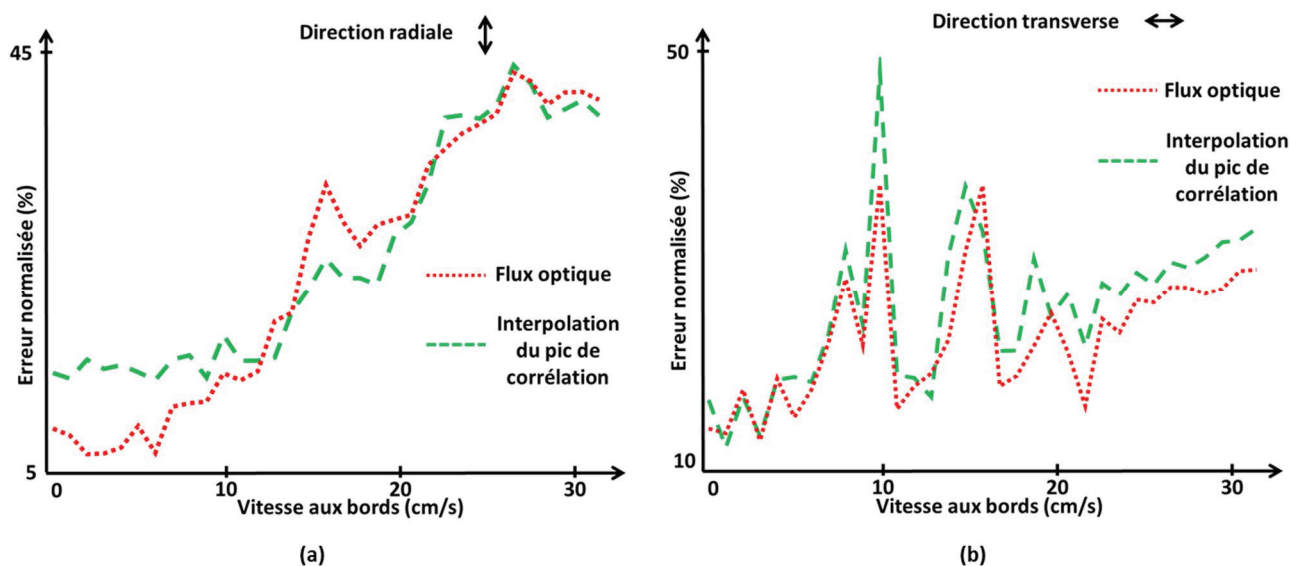 Direction radiale
45
Erreur normalisée (%)
Flux optique
Interpolation
du pic de
corrélation
5
0
10
20
30
Vitesse aux bords (cm/s)
(a)
Direction transverse
50
Erreur normalisée (%)
Flux optique
Interpolation
du pic de
corrélation
10
0
10
20
30
Vitesse aux bords (cm/s)
(b)